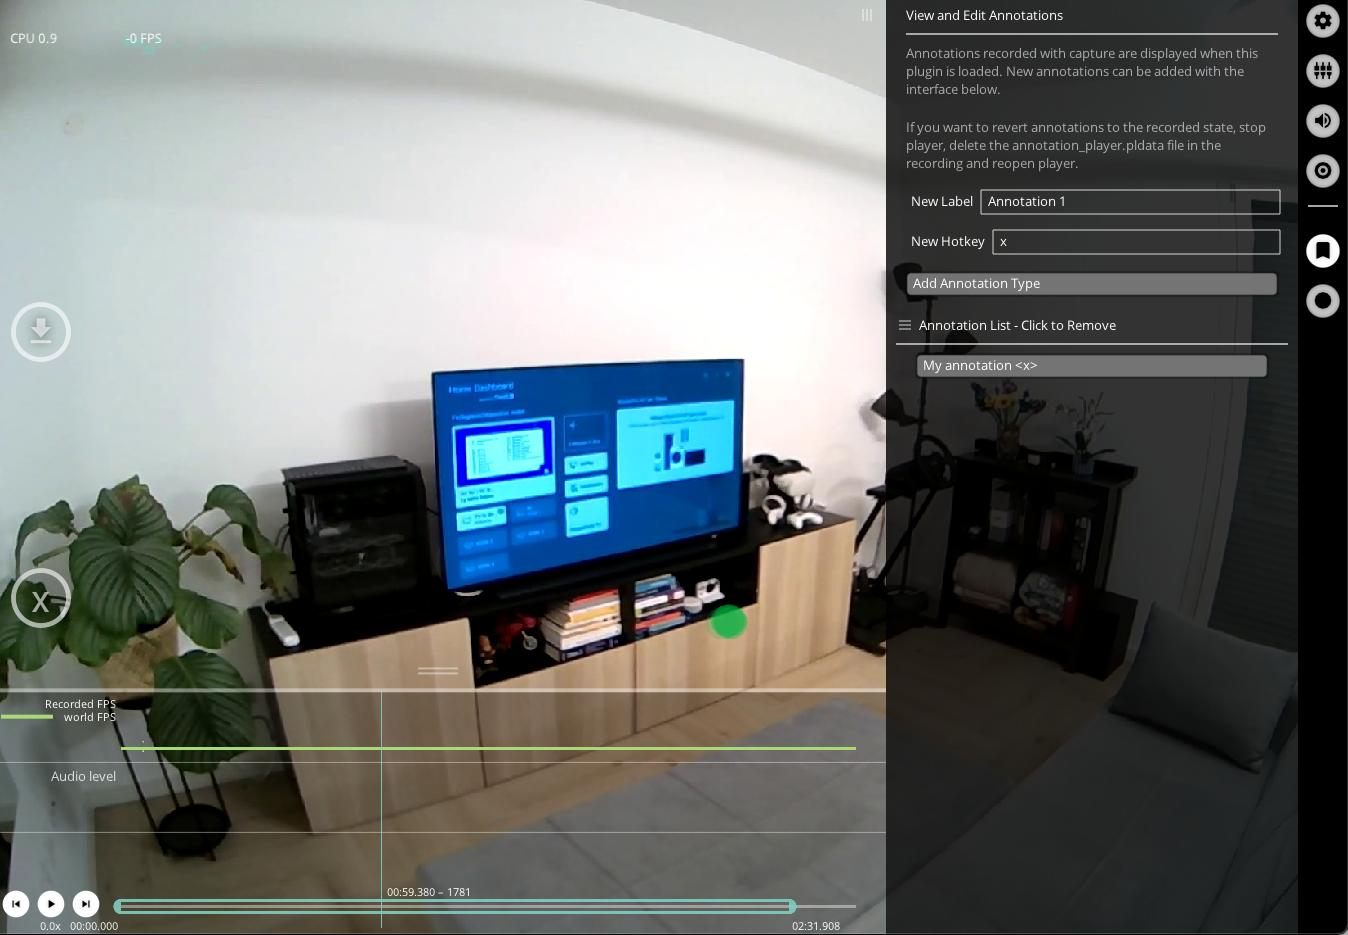 CPU 0.9 -0 FPS
View and Edit Annotations
Annotations recorded with capture are displayed when this
plugin is loaded. New annotations can be added with the
interface below.
If you want to revert annotations to the recorded state, stop
player, delete the annotation_player.pldata file in the
recording and reopen player.
New Label Annotation 1
New Hotkey x
Add Annotation Type
Annotation List - Click to Remove
My annotation <x>
Home Dashboard
X
Recorded FPS
world FPS
Audio level
00:59.380 – 1781
0.0x 00:00.000
02:31.908